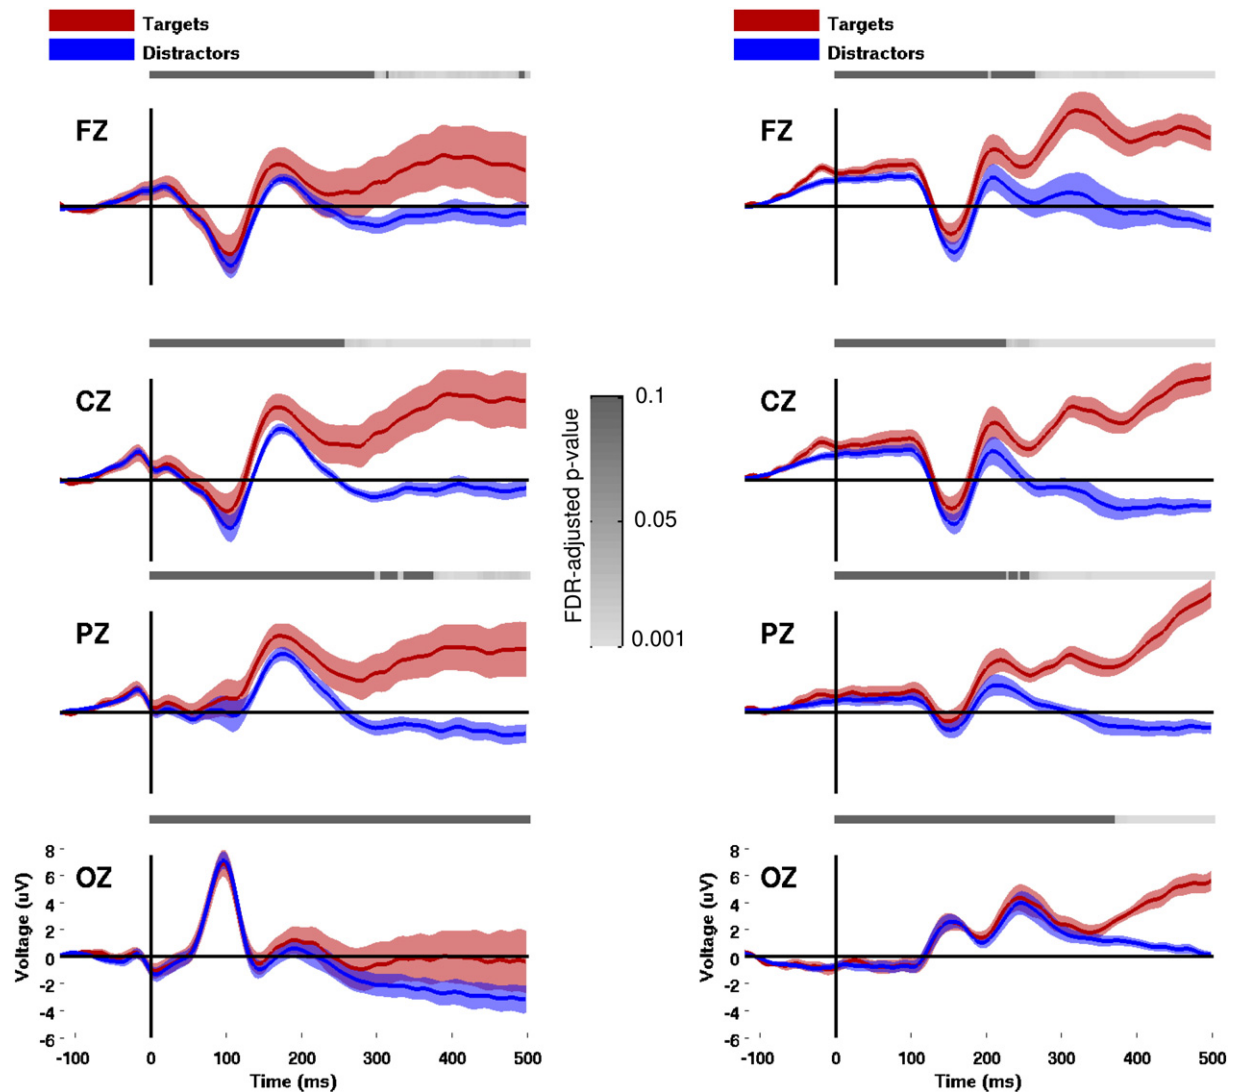 Targets
Distractors
FZ
CZ
PZ
OZ
Voltage (uV)
8
6
4
2
0
-2
-4
-6
-100
0
100
200
300
400
500
Time (ms)
FDR-adjusted p-value
0.1
0.05
0.001
Targets
Distractors
FZ
CZ
PZ
OZ
Voltage (uV)
8
6
4
2
0
-2
-4
-6
-100
0
100
200
300
400
500
Time (ms)